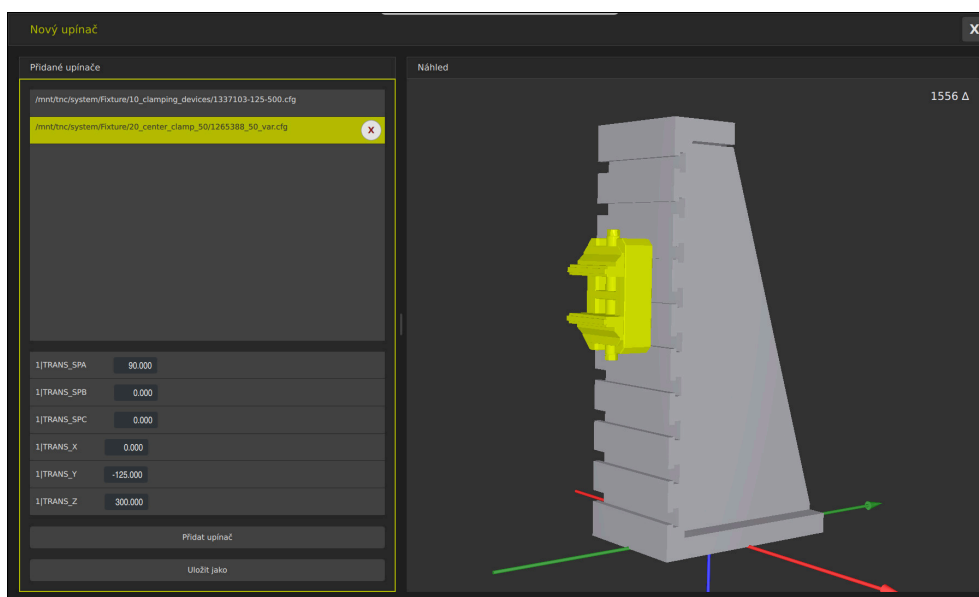 Nový upínač
X
Přidané upínače
/mnt/tnc/system/Fixture/10_clamping_devices/1337103-125-500.cfg
/mnt/tnc/system/Fixture/20_center_clamp_50/1265388_50_var.cfg
X
1|TRANS_SPA 90.000
1|TRANS_SPB 0.000
1|TRANS_SPC 0.000
1|TRANS_X 0.000
1|TRANS_Y -125.000
1|TRANS_Z 300.000
Přidat upínač
Uložit jako
Náhled
1556 Δ